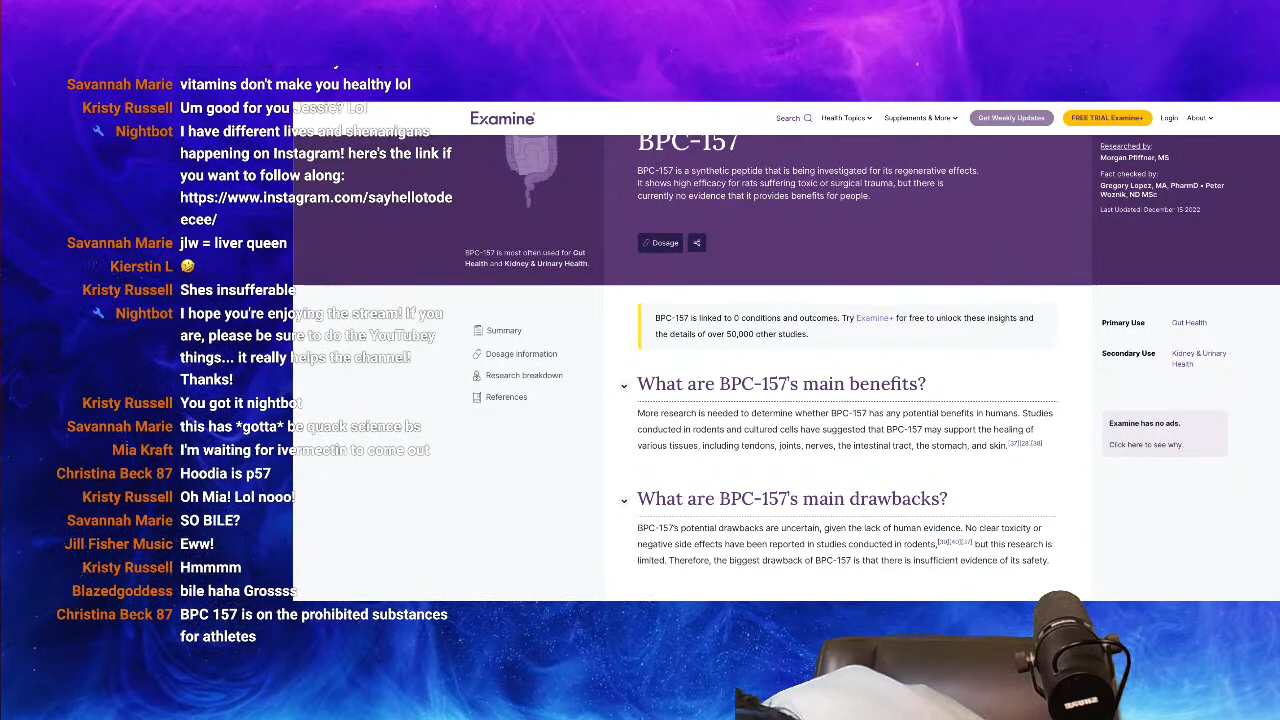 Savannah Marie vitamins don't make you healthy lol
Kristy Russell Um good for you Jessie? Lol
Nightbot I have different lives and shenanigans
happening on Instagram! here's the link if
you want to follow along:
https://www.instagram.com/sayhellotode
ecee/
Savannah Marie jlw = liver queen
Kierstin L 🤣
Kristy Russell Shes insufferable
Nightbot I hope you're enjoying the stream! If you
are, please be sure to do the YouTubey
things... it really helps the channel!
Thanks!
Kristy Russell You got it nightbot
Savannah Marie this has *gotta* be quack science bs
Mia Kraft I'm waiting for ivermectin to come out
Christina Beck 87 Hoodia is p57
Kristy Russell Oh Mia! Lol nooo!
Savannah Marie SO BILE?
Jill Fisher Music Eww!
Kristy Russell Hmmmm
Blazedgoddess bile haha Grossss
Christina Beck 87 BPC 157 is on the prohibited substances
for athletes
Examine
Search Health Topics Supplements & More Get Weekly Updates FREE TRIAL Examine+ Login About
BPC-157
BPC-157 is a synthetic peptide that is being investigated for its regenerative effects.
It shows high efficacy for rats suffering toxic or surgical trauma, but there is
currently no evidence that it provides benefits for people.
Dosage
BPC-157 is most often used for Gut
Health and Kidney & Urinary Health.
Researched by:
Morgan Pfiffner, MS
Fact checked by:
Gregory Lopez, MA, PharmD • Peter
Woznik, ND MSc
Last Updated: December 15 2022
Summary
Dosage information
Research breakdown
References
BPC-157 is linked to 0 conditions and outcomes. Try Examine+ for free to unlock these insights and
the details of over 50,000 other studies.
What are BPC-157's main benefits?
More research is needed to determine whether BPC-157 has any potential benefits in humans. Studies
conducted in rodents and cultured cells have suggested that BPC-157 may support the healing of
various tissues, including tendons, joints, nerves, the intestinal tract, the stomach, and skin.[37][28][38]
What are BPC-157's main drawbacks?
BPC-157's potential drawbacks are uncertain, given the lack of human evidence. No clear toxicity or
negative side effects have been reported in studies conducted in rodents,[39][40][37] but this research is
limited. Therefore, the biggest drawback of BPC-157 is that there is insufficient evidence of its safety.
Primary Use Gut Health
Secondary Use Kidney & Urinary
Health
Examine has no ads.
Click here to see why.